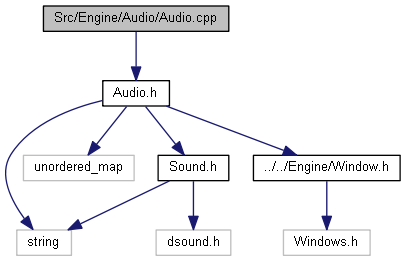 Src/Engine/Audio/Audio.cpp
Audio.h
unordered_map
Sound.h
../../Engine/Window.h
string
dsound.h
Windows.h